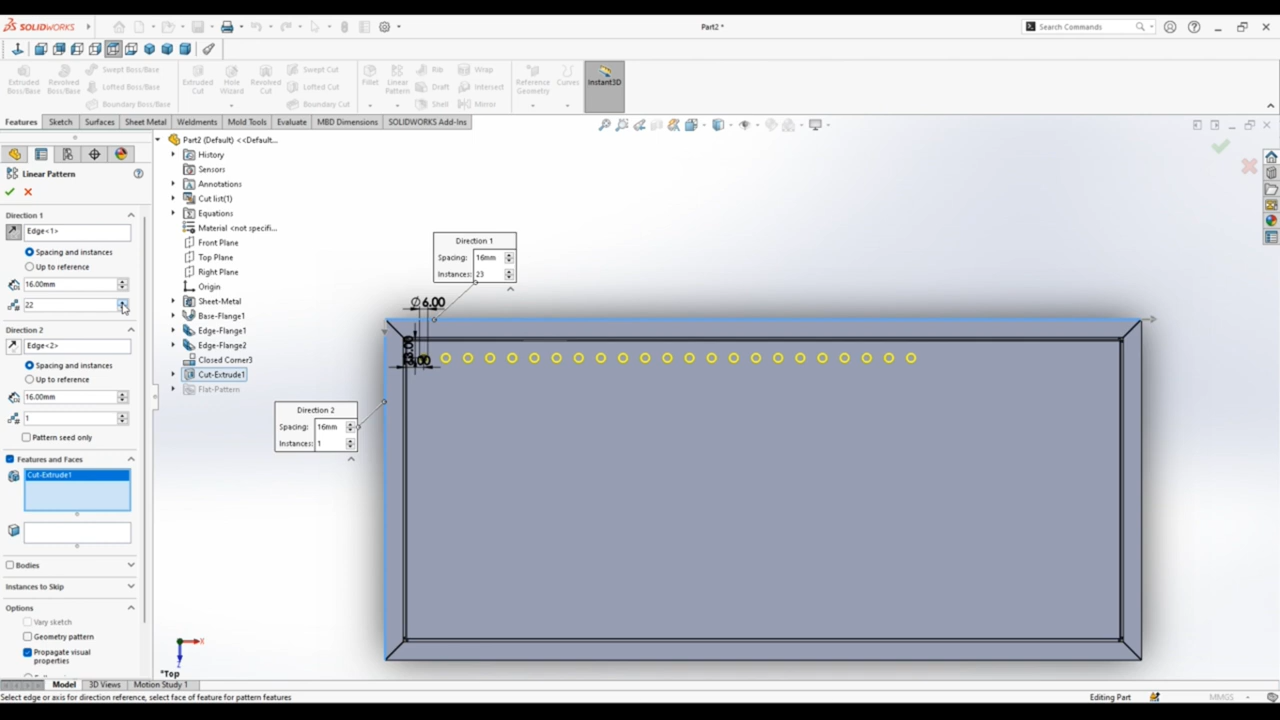 SOLIDWORKS
Part2 *
Search Commands
Extruded Boss/Base
Revolved Boss/Base
Swept Boss/Base
Lofted Boss/Base
Boundary Boss/Base
Extruded Cut
Hole Wizard
Revolved Cut
Swept Cut
Lofted Cut
Boundary Cut
Fillet
Linear Pattern
Rib
Draft
Shell
Wrap
Intersect
Mirror
Reference Geometry
Curves
Instant3D
Features
Sketch
Surfaces
Sheet Metal
Weldments
Mold Tools
Evaluate
MBD Dimensions
SOLIDWORKS Add-Ins
Linear Pattern
Direction 1
Edge<1>
Spacing and instances
Up to reference
16.00mm
22
Direction 2
Edge<2>
Spacing and instances
Up to reference
16.00mm
1
Pattern seed only
Features and Faces
Cut-Extrude1
Bodies
Instances to Skip
Options
Vary sketch
Geometry pattern
Propagate visual
properties
Part2 (Default) <<Default...
History
Sensors
Annotations
Cut list(1)
Equations
Material <not specifi...
Front Plane
Top Plane
Right Plane
Origin
Sheet-Metal
Base-Flange1
Edge-Flange1
Edge-Flange2
Closed Corner3
Cut-Extrude1
Flat-Pattern
Direction 1
Spacing: 16mm
Instances: 23
Ø6.00
Direction 2
Spacing: 16mm
Instances: 1
X
Z
*Top
Model
3D Views
Motion Study 1
Select edge or axis for direction reference, select face of feature for pattern features
Editing Part
MMGS